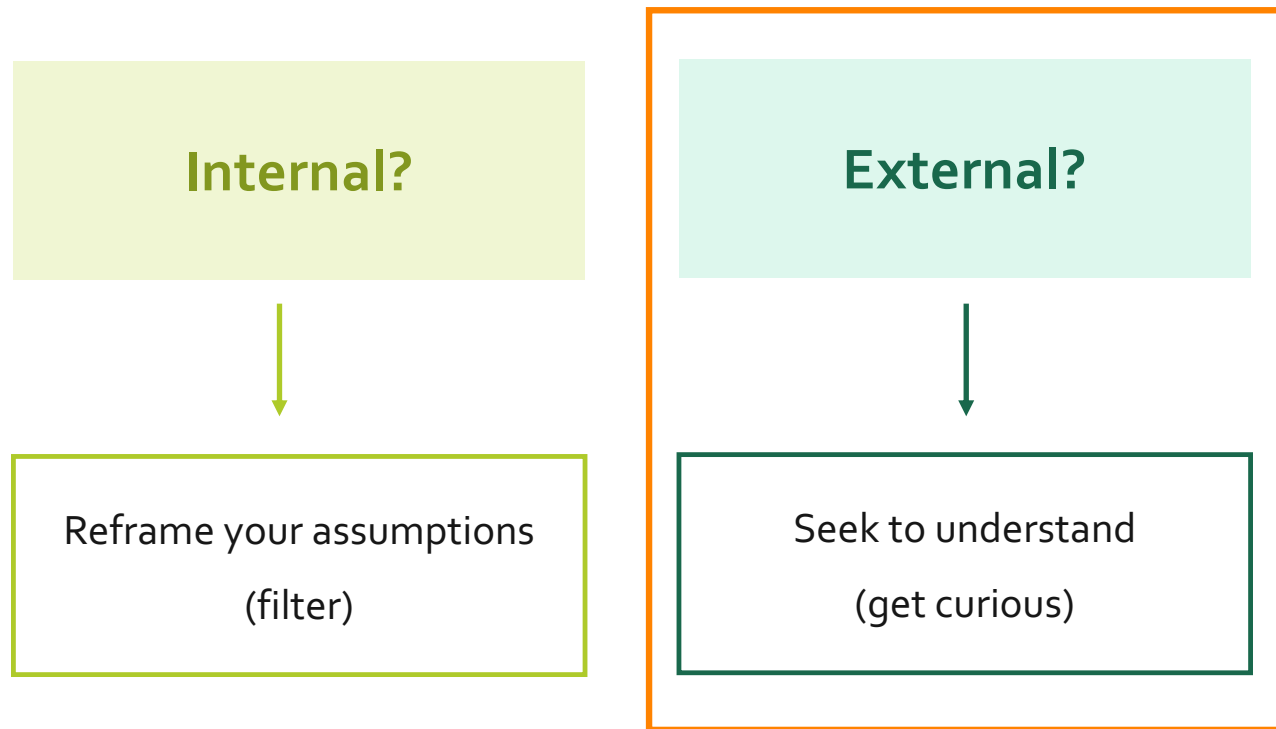 Internal?
External?
Reframe your assumptions
(filter)
Seek to understand
(get curious)